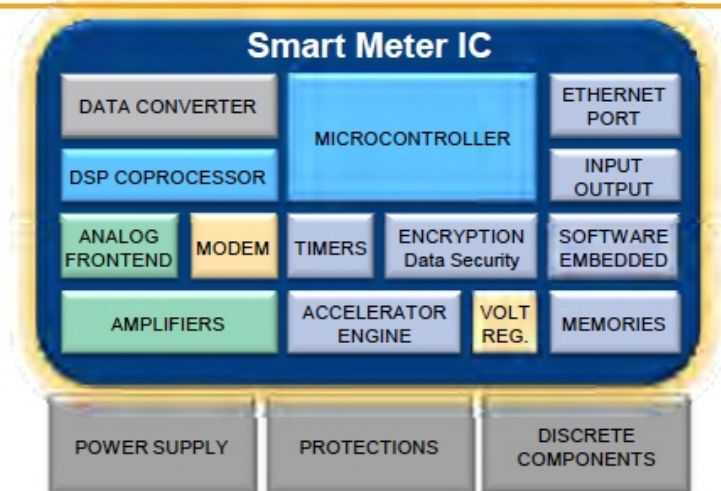 Smart Meter IC
DATA CONVERTER
MICROCONTROLLER
ETHERNET
PORT
DSP COPROCESSOR
INPUT
OUTPUT
ANALOG
FRONTEND
MODEM
TIMERS
ENCRYPTION
Data Security
SOFTWARE
EMBEDDED
AMPLIFIERS
ACCELERATOR
ENGINE
VOLT
REG.
MEMORIES
POWER SUPPLY
PROTECTIONS
DISCRETE
COMPONENTS